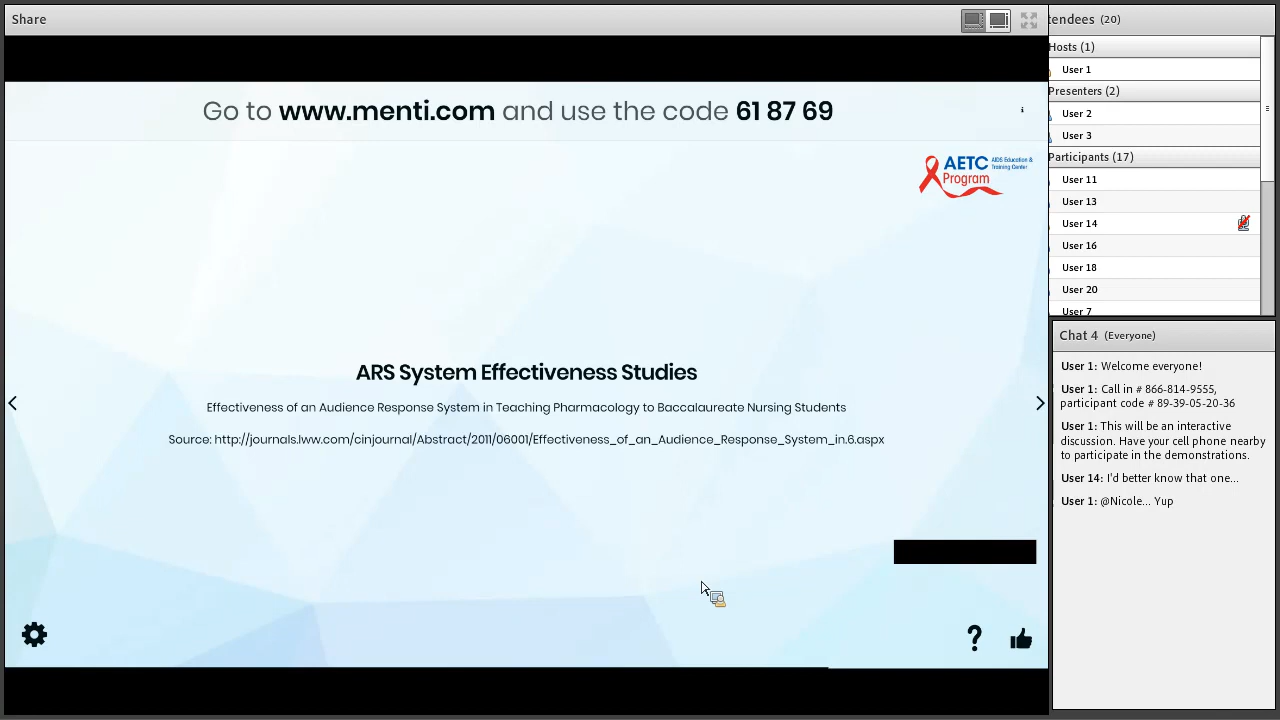 Share
Go to www.menti.com and use the code 61 87 69
AETC AIDS Education &
Program Training Center
ARS System Effectiveness Studies
Effectiveness of an Audience Response System in Teaching Pharmacology to Baccalaureate Nursing Students
Source: http://journals.lww.com/cinjournal/Abstract/2011/06001/Effectiveness_of_an_Audience_Response_System_in.6.aspx
?
tendees (20)
Hosts (1)
User 1
Presenters (2)
User 2
User 3
Participants (17)
User 11
User 13
User 14
User 16
User 18
User 20
User 7
Chat 4 (Everyone)
User 1: Welcome everyone!
User 1: Call in # 866-814-9555,
participant code # 89-39-05-20-36
User 1: This will be an interactive
discussion. Have your cell phone nearby
to participate in the demonstrations.
User 14: I'd better know that one...
User 1: @Nicole... Yup